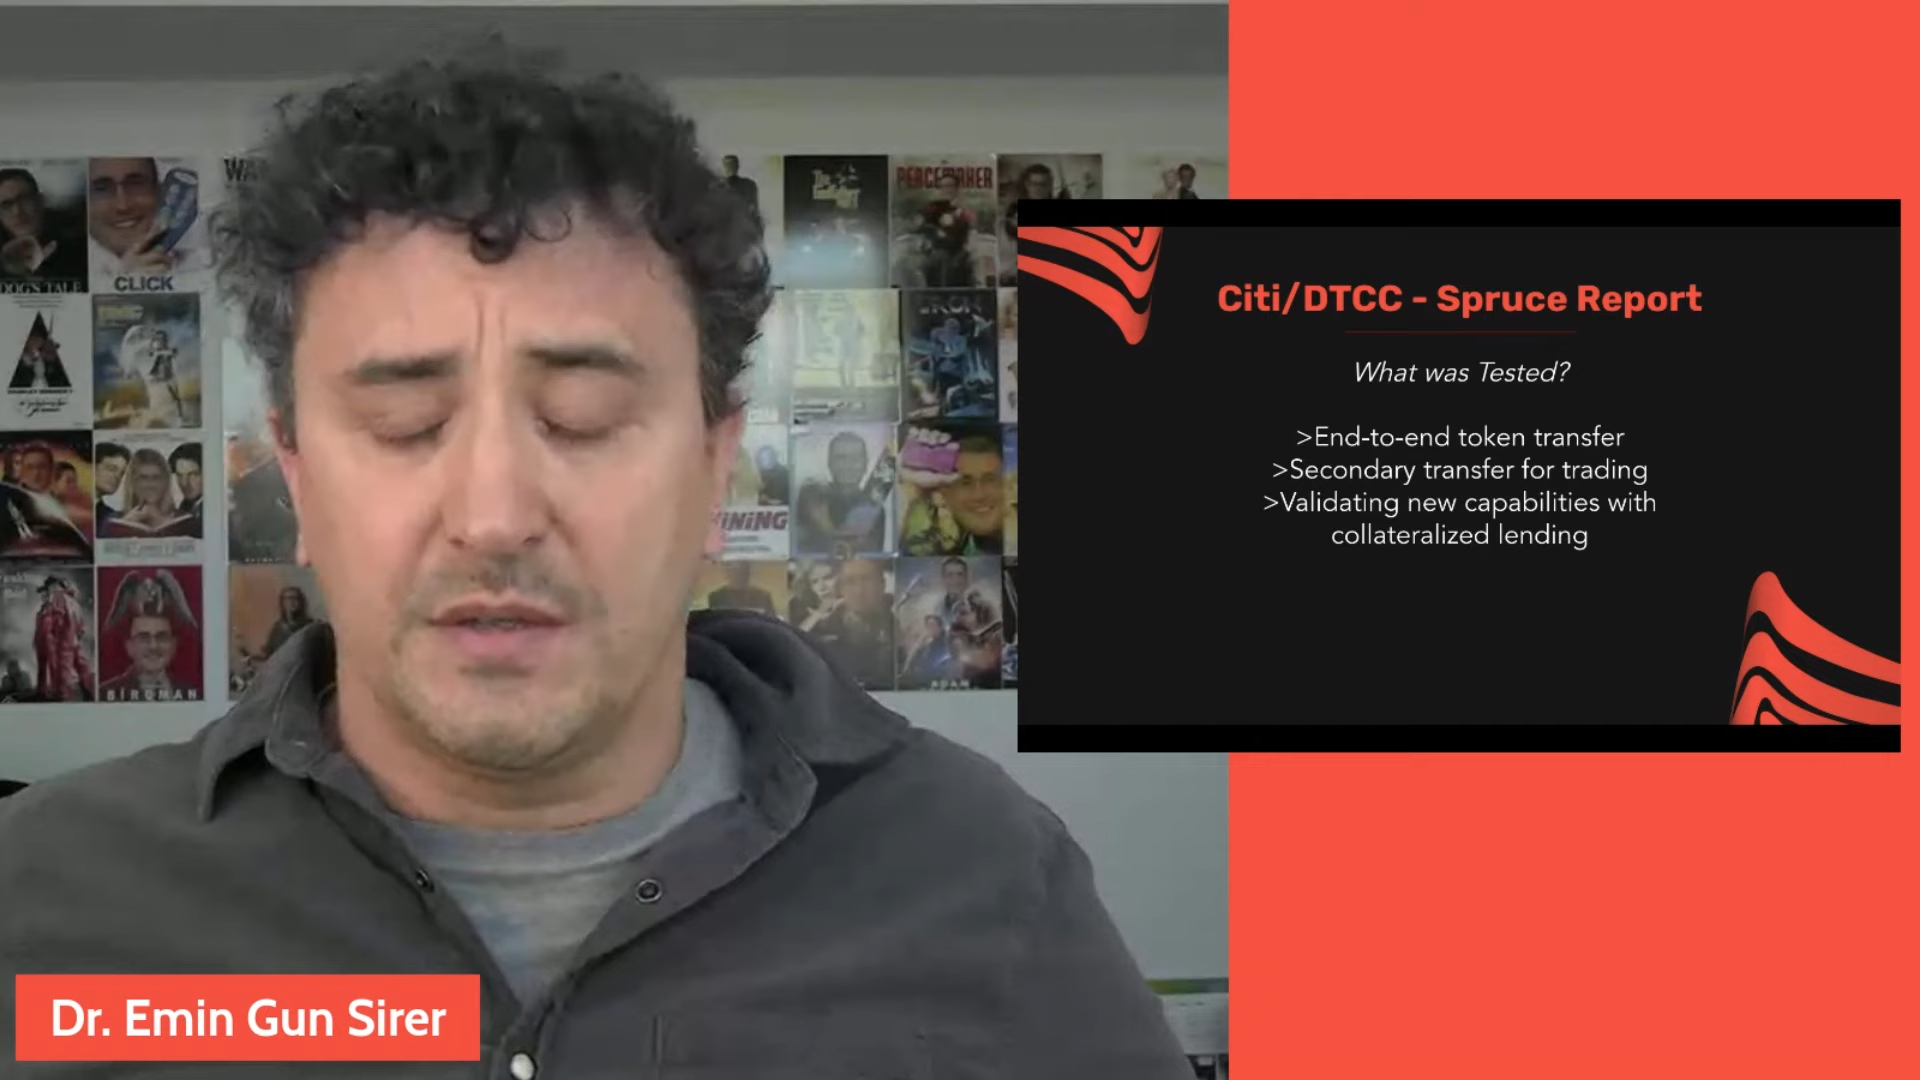 CLICK
PEACEMAKER
BIRDMAN
Citi/DTCC - Spruce Report
What was Tested?
>End-to-end token transfer
>Secondary transfer for trading
>Validating new capabilities with
collateralized lending
Dr. Emin Gun Sirer